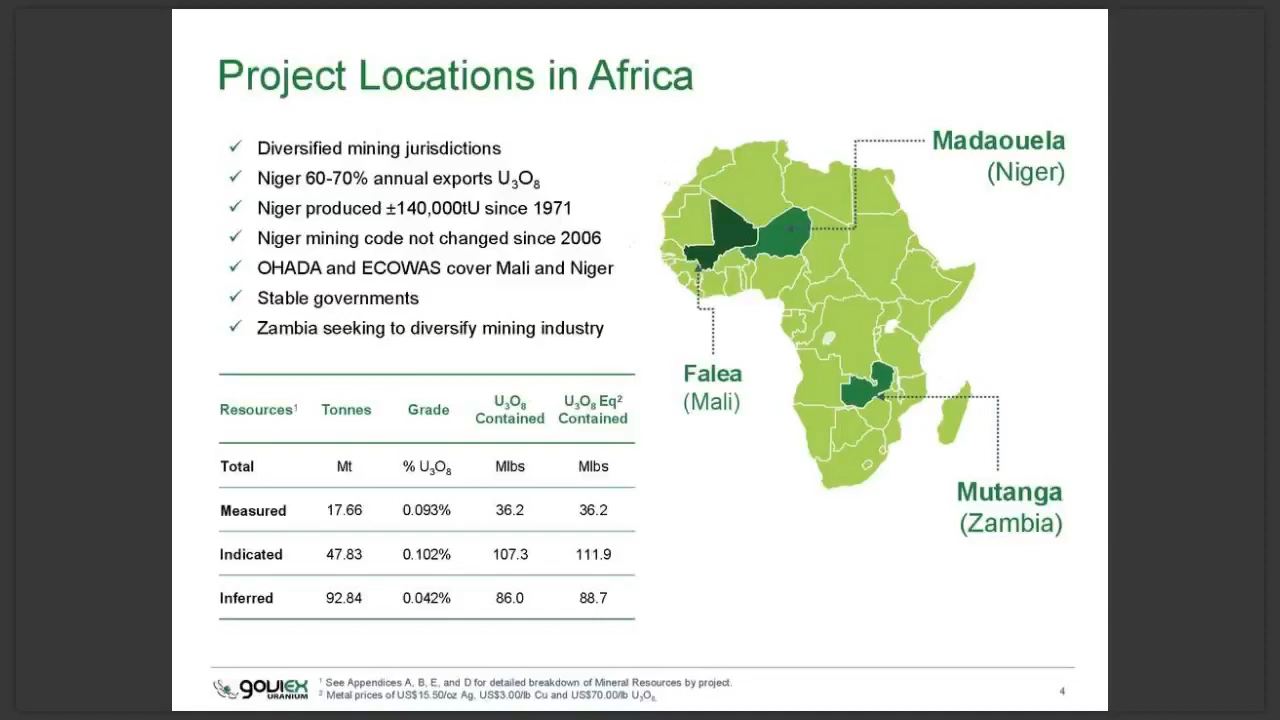 Project Locations in Africa
✓ Diversified mining jurisdictions
✓ Niger 60-70% annual exports U₃O₈
✓ Niger produced ±140,000tU since 1971
✓ Niger mining code not changed since 2006
✓ OHADA and ECOWAS cover Mali and Niger
✓ Stable governments
✓ Zambia seeking to diversify mining industry
Madaouela
(Niger)
Falea
(Mali)
Mutanga
(Zambia)
Resources¹ Tonnes Grade U₃O₈ Contained U₃O₈ Eq² Contained
Total Mt % U₃O₈ Mlbs Mlbs
Measured 17.66 0.093% 36.2 36.2
Indicated 47.83 0.102% 107.3 111.9
Inferred 92.84 0.042% 86.0 88.7
GOVIEX
URANIUM
¹ See Appendices A, B, E, and D for detailed breakdown of Mineral Resources by project.
² Metal prices of US$15.50/oz Ag, US$3.00/lb Cu and US$70.00/lb U₃O₈
4